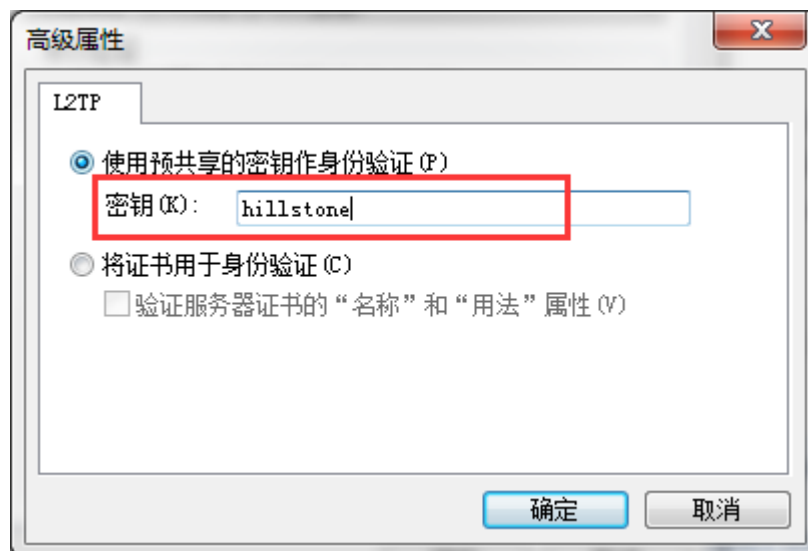 高级属性
L2TP
使用预共享的密钥作身份验证(P)
密钥(K): hillstone
将证书用于身份验证(C)
验证服务器证书的“名称”和“用法”属性(V)
确定 取消